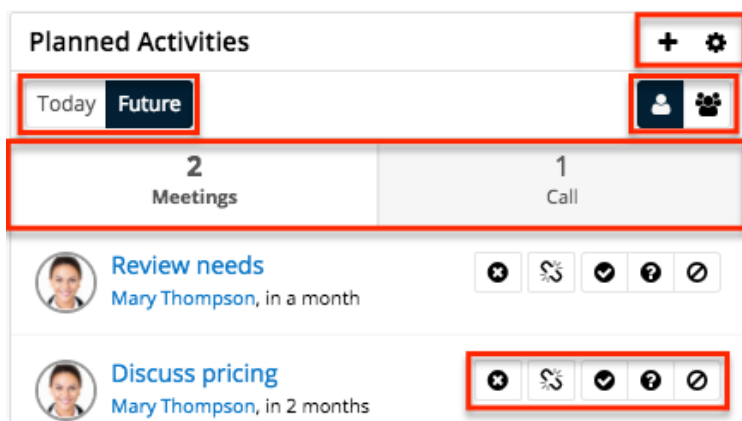 Planned Activities
Today Future
2 1
Meetings Call
Review needs
Mary Thompson, in a month
Discuss pricing
Mary Thompson, in 2 months